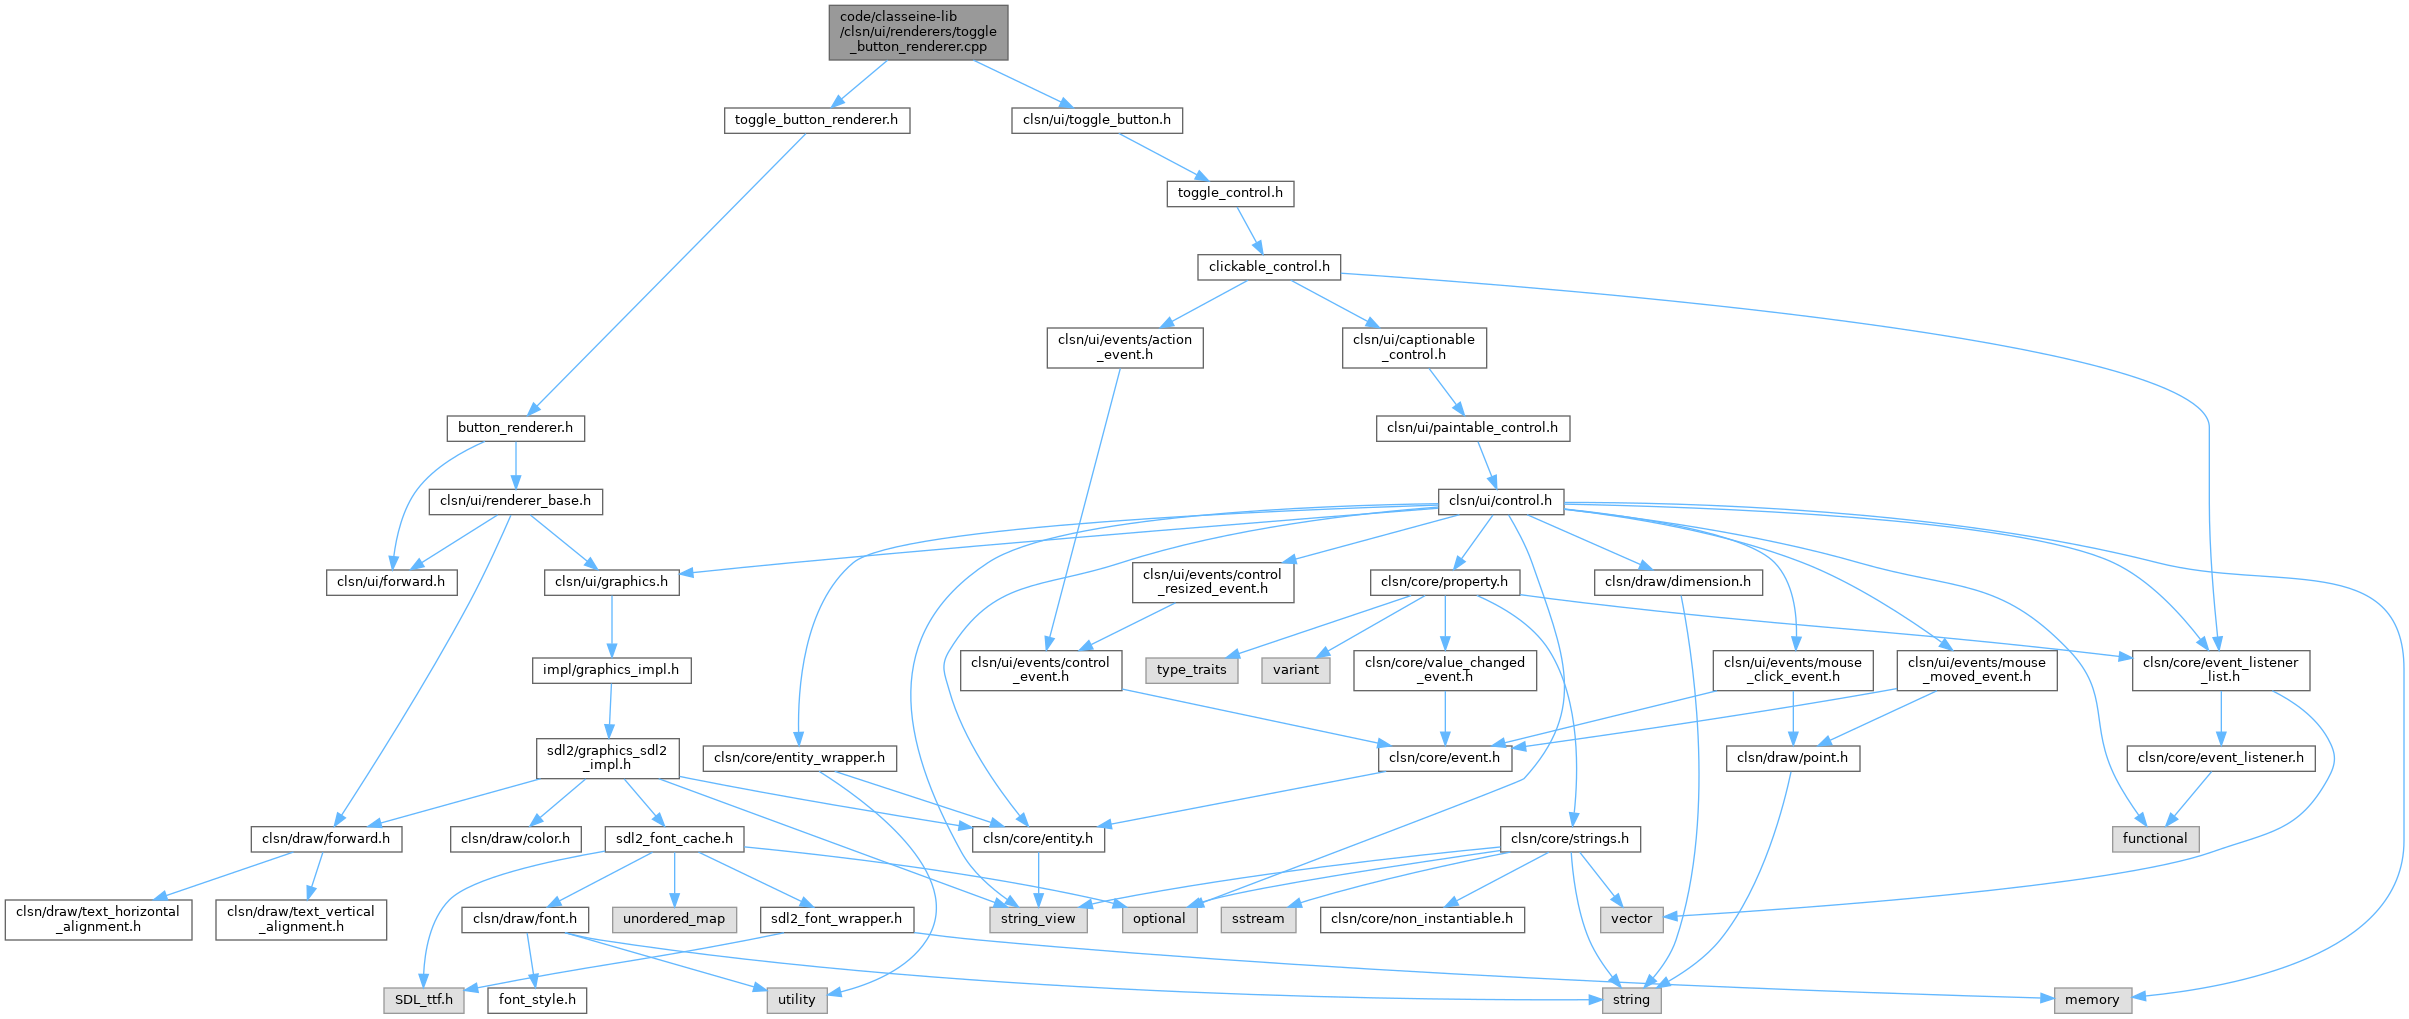 code/classeine-lib
/clsn/ui/renderers/toggle
_button_renderer.cpp
toggle_button_renderer.h
clsn/ui/toggle_button.h
toggle_control.h
clickable_control.h
clsn/ui/events/action
_event.h
clsn/ui/captionable
_control.h
button_renderer.h
clsn/ui/paintable_control.h
clsn/ui/renderer_base.h
clsn/ui/control.h
clsn/ui/forward.h
clsn/ui/graphics.h
clsn/ui/events/control
_resized_event.h
clsn/core/property.h
clsn/draw/dimension.h
impl/graphics_impl.h
clsn/ui/events/control
_event.h
type_traits
variant
clsn/core/value_changed
_event.h
clsn/ui/events/mouse
_click_event.h
clsn/ui/events/mouse
_moved_event.h
clsn/core/event_listener
_list.h
sdl2/graphics_sdl2
_impl.h
clsn/core/entity_wrapper.h
clsn/core/event.h
clsn/draw/point.h
clsn/core/event_listener.h
clsn/draw/forward.h
clsn/draw/color.h
sdl2_font_cache.h
clsn/core/entity.h
clsn/core/strings.h
functional
clsn/draw/text_horizontal
_alignment.h
clsn/draw/text_vertical
_alignment.h
clsn/draw/font.h
unordered_map
sdl2_font_wrapper.h
string_view
optional
sstream
clsn/core/non_instantiable.h
vector
SDL_ttf.h
font_style.h
utility
string
memory